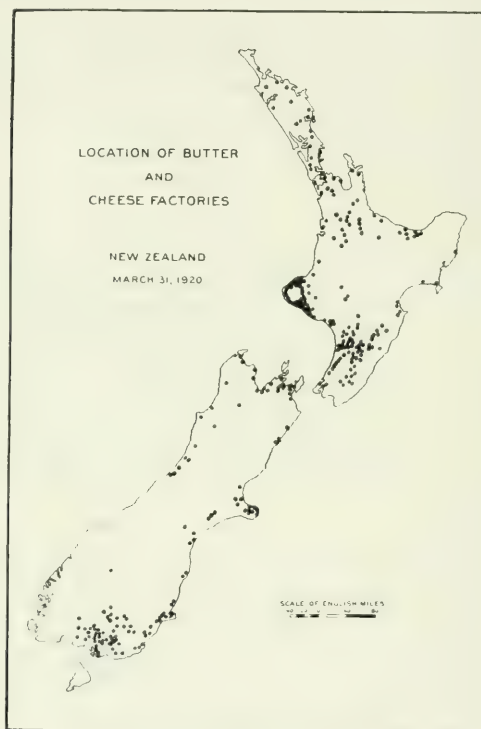 LOCATION OF BUTTER
AND
CHEESE FACTORIES
NEW ZEALAND
MARCH 31, 1920
SCALE OF ENGLISH MILES